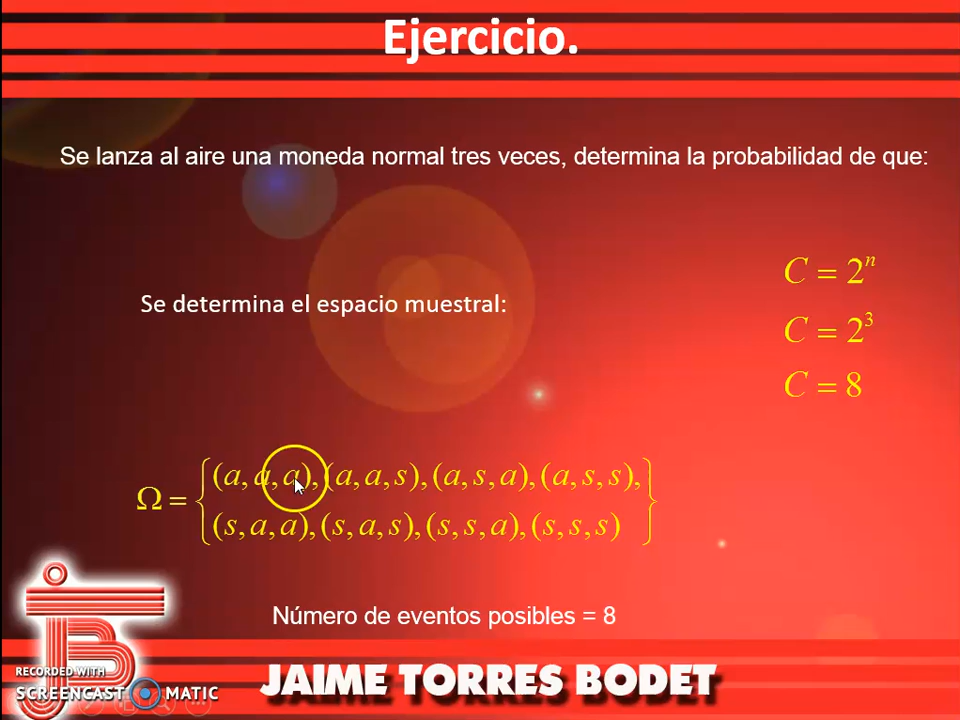 Ejercicio.
Se lanza al aire una moneda normal tres veces, determina la probabilidad de que:
C = 2ⁿ
Se determina el espacio muestral:
C = 2³
C = 8
Ω = { (a, a, a), (a, a, s), (a, s, a), (a, s, s),
(s, a, a), (s, a, s), (s, s, a), (s, s, s) }
Número de eventos posibles = 8
RECORDED WITH
SCREENCAST MATIC
JAIME TORRES BODET